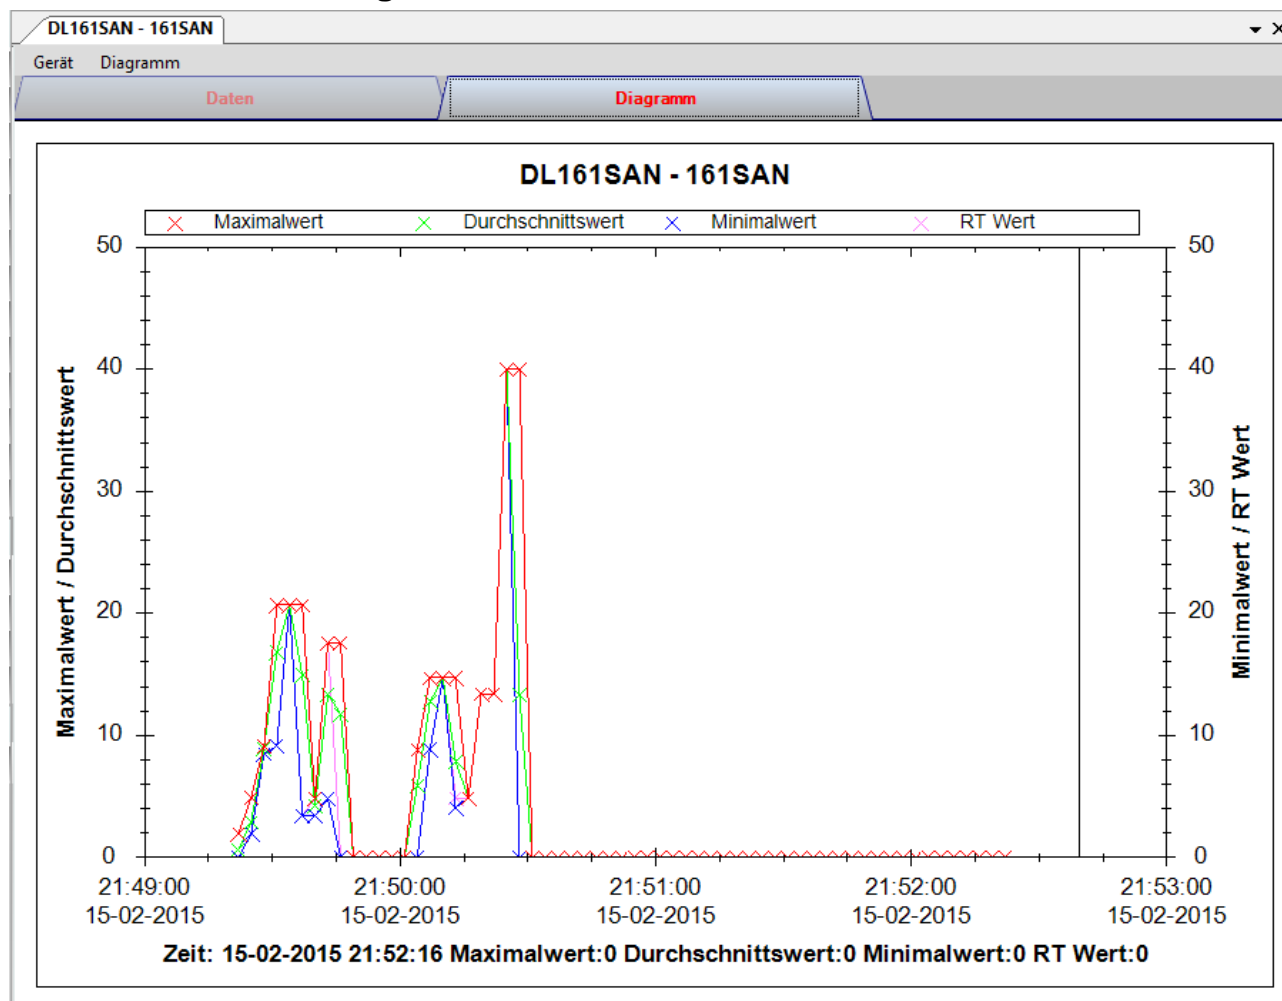 DL161SAN - 161SAN
Gerät Diagramm
Daten Diagramm
DL161SAN - 161SAN
Maximalwert Durchschnittswert Minimalwert RT Wert
50 50
40 40
30 30
20 20
10 10
0 0
Maximalwert / Durchschnittswert
Minimalwert / RT Wert
21:49:00 21:50:00 21:51:00 21:52:00 21:53:00
15-02-2015 15-02-2015 15-02-2015 15-02-2015 15-02-2015
Zeit: 15-02-2015 21:52:16 Maximalwert:0 Durchschnittswert:0 Minimalwert:0 RT Wert:0